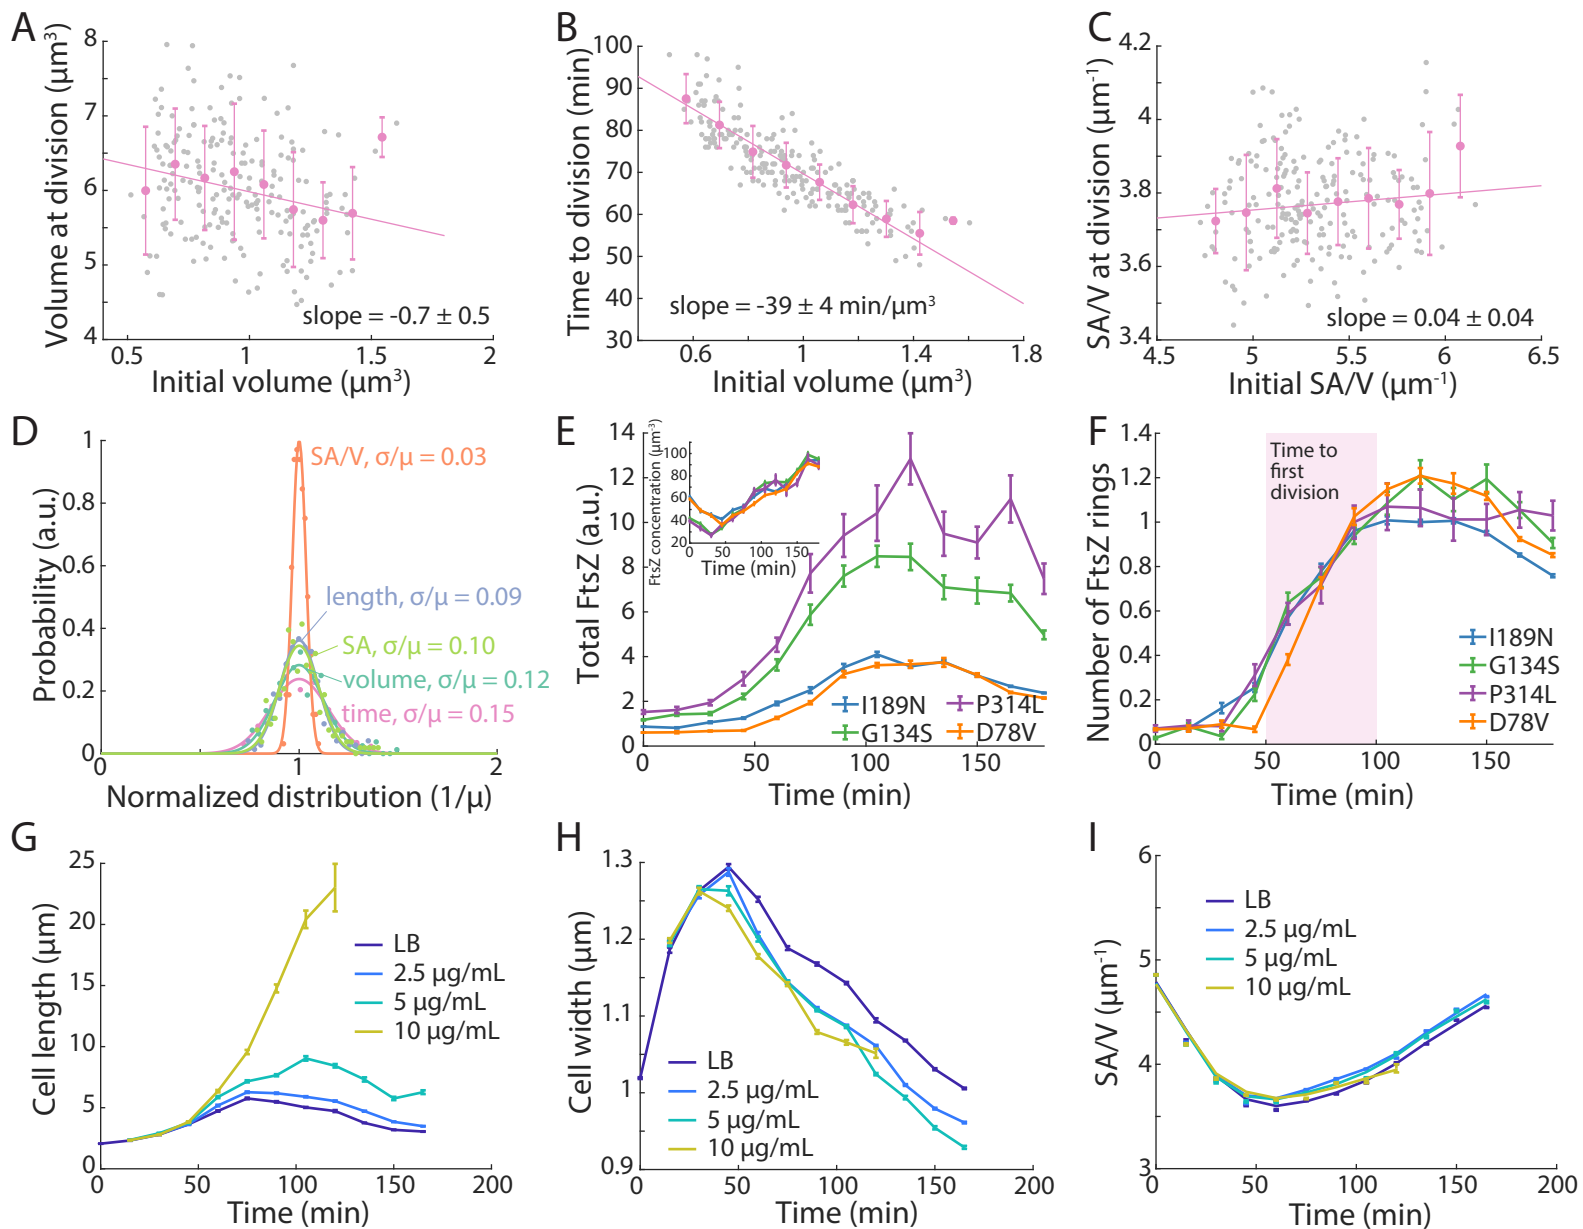 A
Volume at division (µm³)
8
7
6
5
4
slope = -0.7 ± 0.5
0.5
1
1.5
2
Initial volume (µm³)
B
Time to division (min)
100
90
80
70
60
50
40
30
slope = -39 ± 4 min/µm³
0.6
1
1.4
1.8
Initial volume (µm³)
C
SA/V at division (µm⁻¹)
4.2
4
3.8
3.6
3.4
slope = 0.04 ± 0.04
4.5
5
5.5
6
6.5
Initial SA/V (µm⁻¹)
D
Probability (a.u.)
1
0.8
0.6
0.4
0.2
0
SA/V, σ/µ = 0.03
length, σ/µ = 0.09
SA, σ/µ = 0.10
volume, σ/µ = 0.12
time, σ/µ = 0.15
0
1
2
Normalized distribution (1/µ)
E
Total FtsZ (a.u.)
14
12
10
8
6
4
2
0
FtsZ concentration (µm⁻³)
100
80
60
40
20
0
50
100
150
Time (min)
I189N
G134S
P314L
D78V
0
50
100
150
Time (min)
F
Number of FtsZ rings
1.4
1.2
1
0.8
0.6
0.4
0.2
0
Time to
first
division
I189N
G134S
P314L
D78V
0
50
100
150
Time (min)
G
Cell length (µm)
25
20
15
10
5
0
LB
2.5 µg/mL
5 µg/mL
10 µg/mL
0
50
100
150
200
Time (min)
H
Cell width (µm)
1.3
1.2
1.1
1
0.9
LB
2.5 µg/mL
5 µg/mL
10 µg/mL
0
50
100
150
200
Time (min)
I
SA/V (µm⁻¹)
6
5
4
3
LB
2.5 µg/mL
5 µg/mL
10 µg/mL
0
50
100
150
200
Time (min)